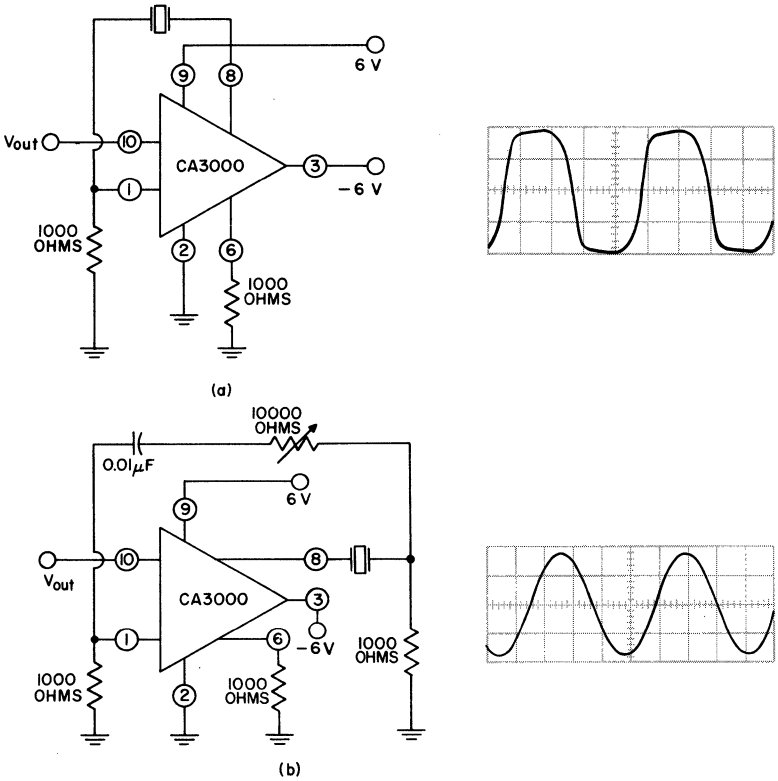 9
8
6 V
Vout
10
CA3000
3
-6 V
1
1000
OHMS
2
6
1000
OHMS
(a)
10000
OHMS
0.01µF
9
6 V
10
8
Vout
CA3000
3
-6V
1
6
1000
OHMS
1000
OHMS
2
1000
OHMS
(b)